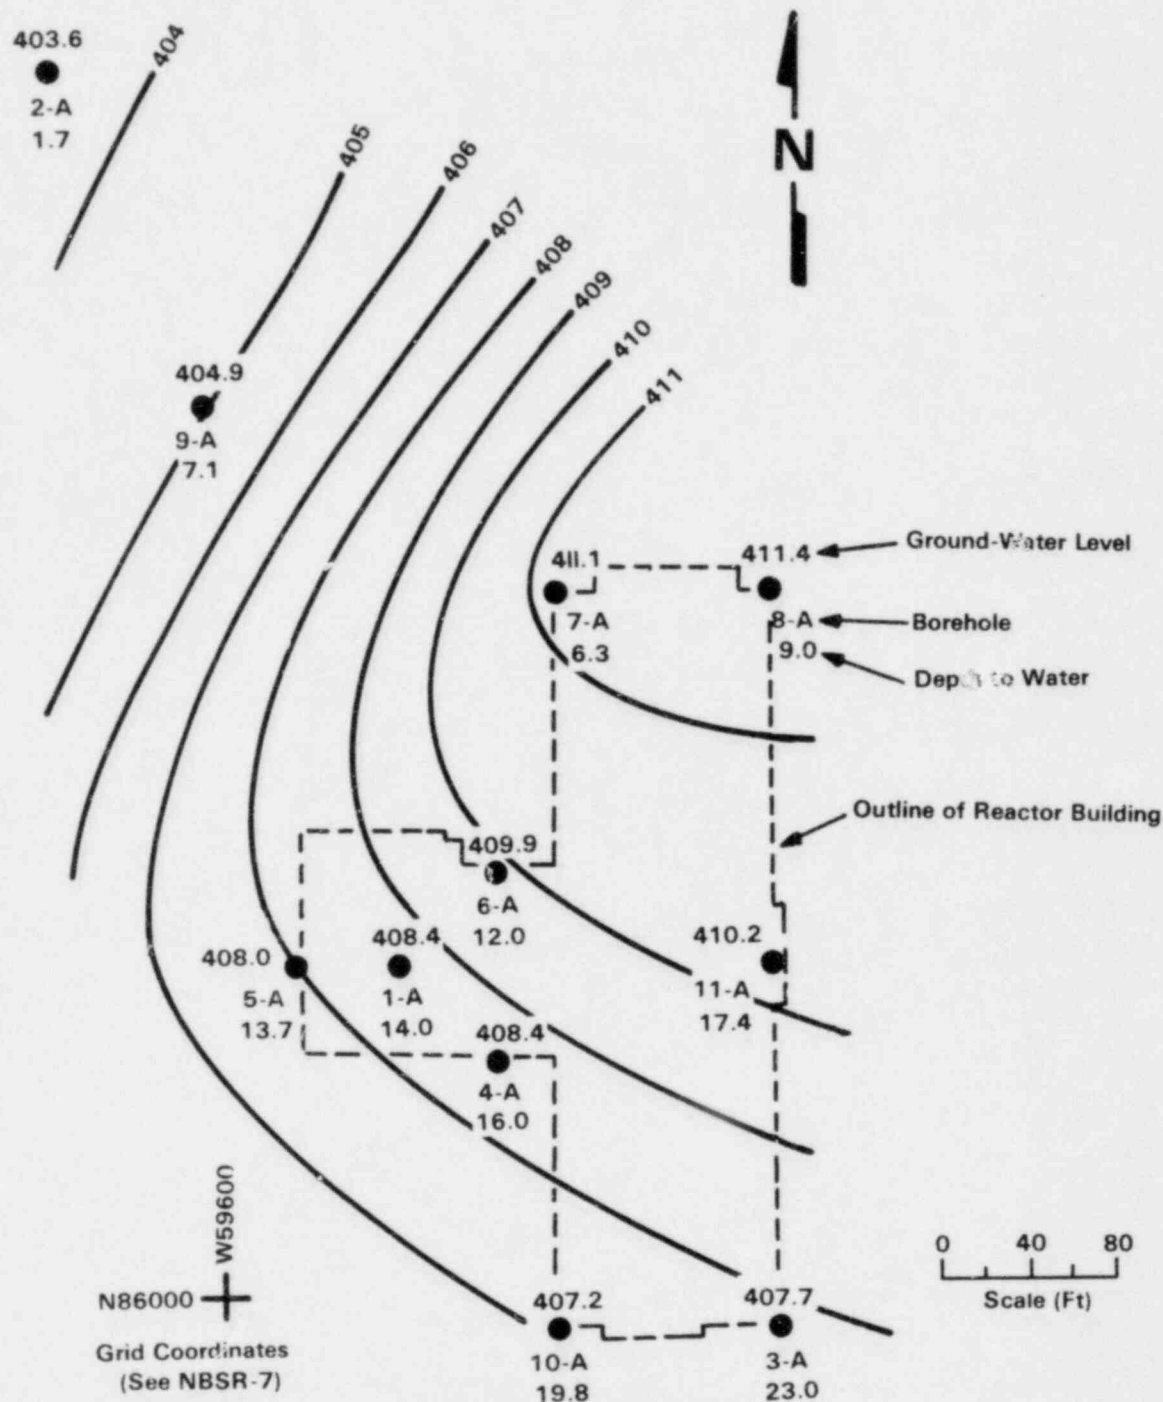 403.6
2-A
1.7
404
405
406
407
408
409
410
411
N
404.9
9-A
7.1
411.1
7-A
6.3
411.4
8-A
9.0
Ground-Water Level
Borehole
Depth to Water
Outline of Reactor Building
409.9
6-A
12.0
408.0
5-A
13.7
408.4
1-A
14.0
410.2
11-A
17.4
408.4
4-A
16.0
W59600
N86000
Grid Coordinates
(See NBSR-7)
407.2
10-A
19.8
407.7
3-A
23.0
0 40 80
Scale (Ft)